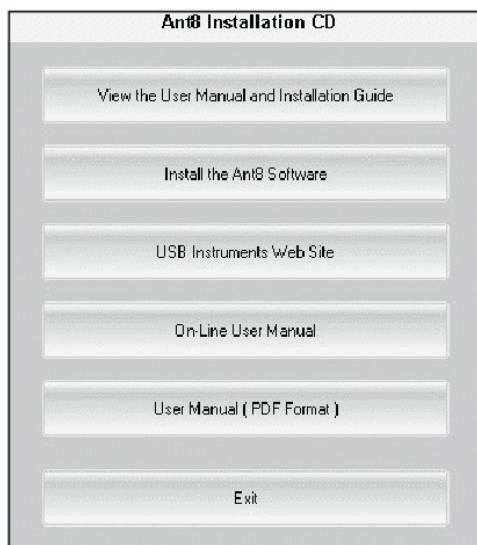 Ant8 Installation CD
View the User Manual and Installation Guide
Install the Ant8 Software
USB Instruments Web Site
On-Line User Manual
User Manual ( PDF Format )
Exit